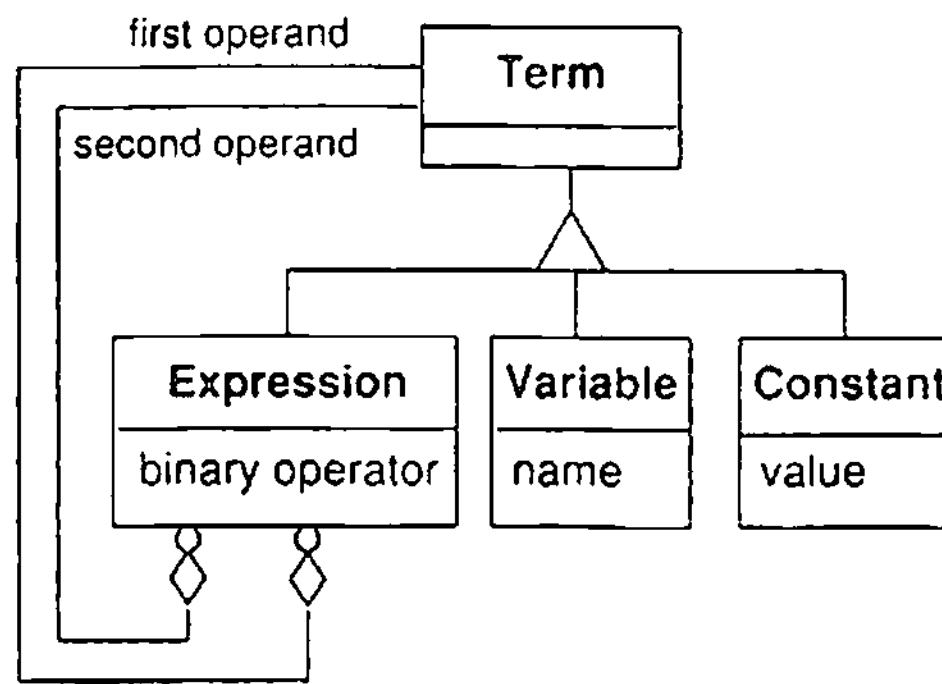 first operand
Term
second operand
Expression
Variable
Constant
binary operator
name
value